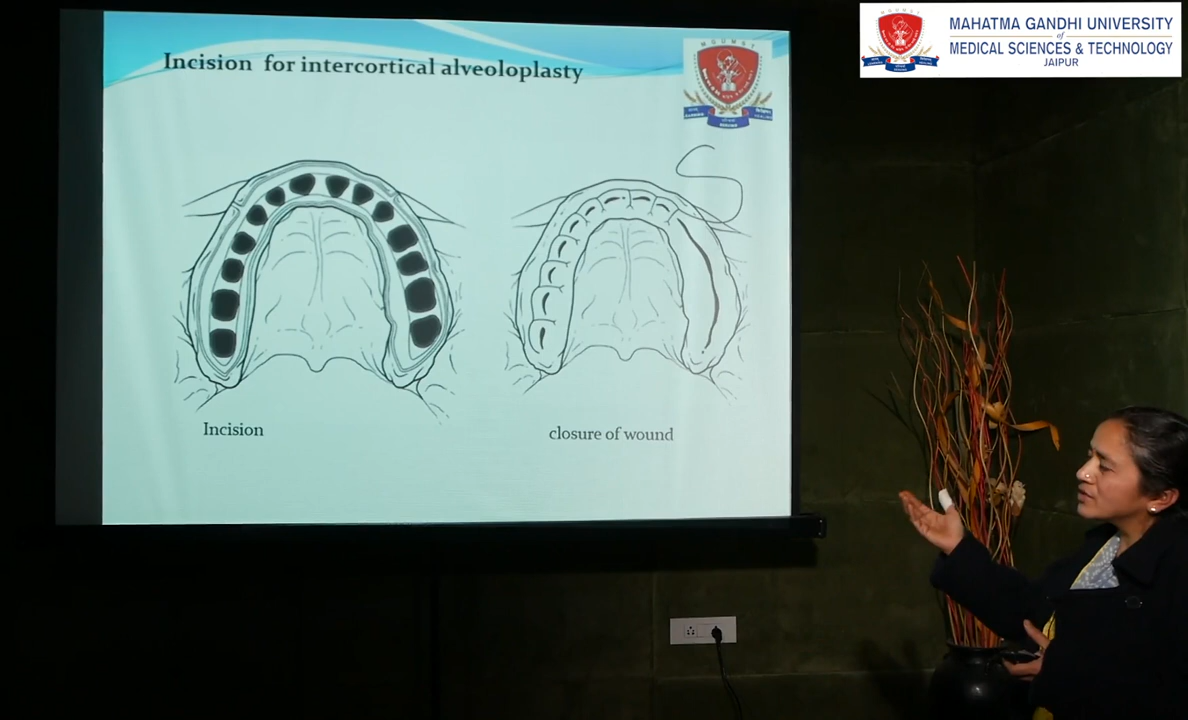 Incision for intercortical alveoloplasty
M G U M S T
Incision
closure of wound
MAHATMA GANDHI UNIVERSITY
of
MEDICAL SCIENCES & TECHNOLOGY
JAIPUR